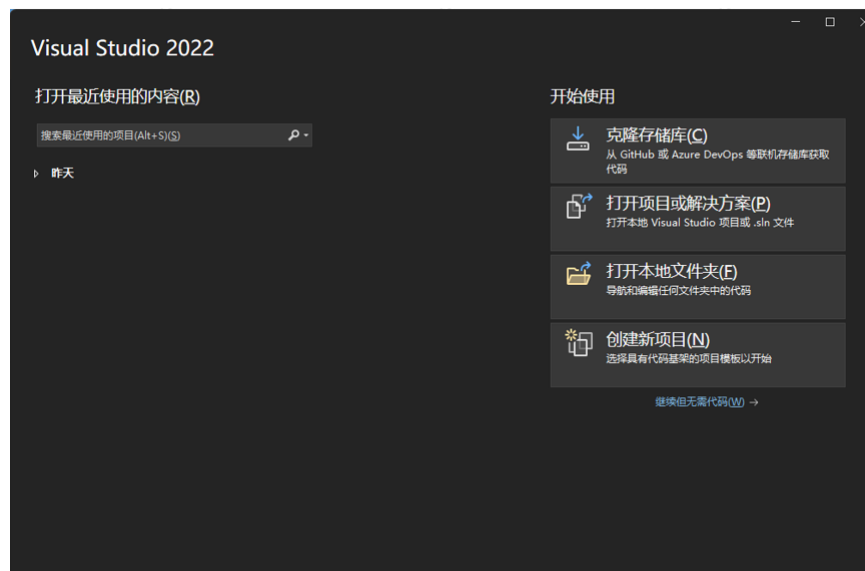 Visual Studio 2022
打开最近使用的内容(R)
搜索最近使用的项目(Alt+S)(S)
昨天
开始使用
克隆存储库(C)
从 GitHub 或 Azure DevOps 等联机存储库获取
代码
打开项目或解决方案(P)
打开本地 Visual Studio 项目或 .sln 文件
打开本地文件夹(F)
导航和编辑任何文件夹中的代码
创建新项目(N)
选择具有代码基架的项目模板以开始
继续但无需代码(W) →